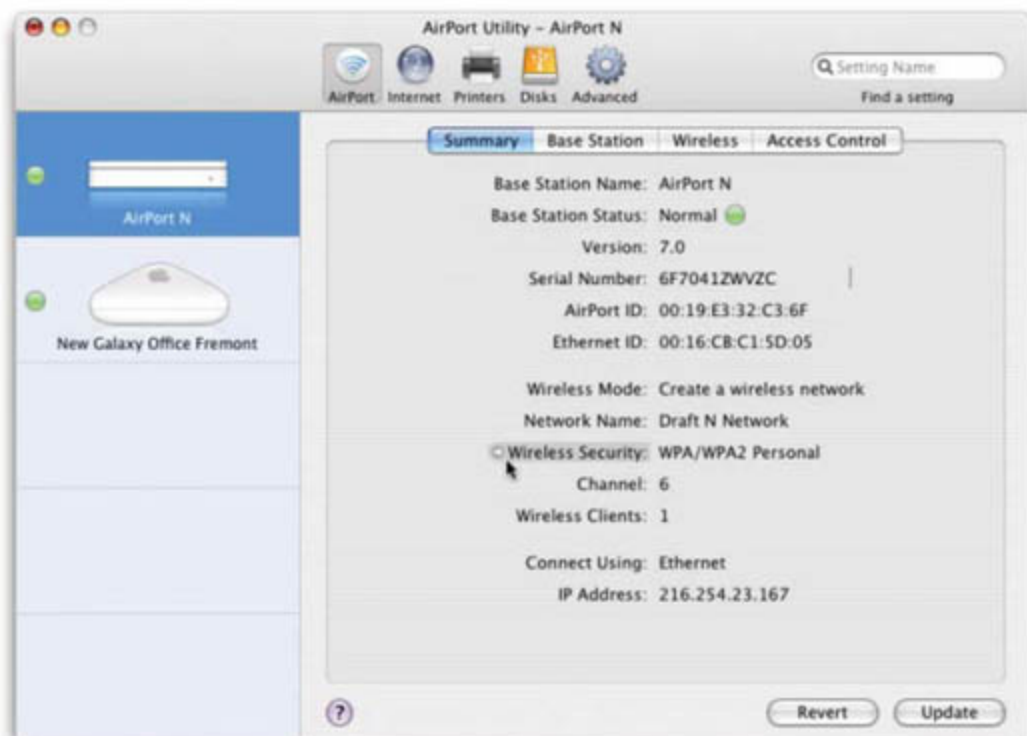 AirPort Utility – AirPort N
AirPort Internet Printers Disks Advanced
Setting Name
Find a setting
AirPort N
New Galaxy Office Fremont
Summary Base Station Wireless Access Control
Base Station Name: AirPort N
Base Station Status: Normal
Version: 7.0
Serial Number: 6F7041ZWVZC
AirPort ID: 00:19:E3:32:C3:6F
Ethernet ID: 00:16:CB:C1:5D:05
Wireless Mode: Create a wireless network
Network Name: Draft N Network
Wireless Security: WPA/WPA2 Personal
Channel: 6
Wireless Clients: 1
Connect Using: Ethernet
IP Address: 216.254.23.167
? Revert Update